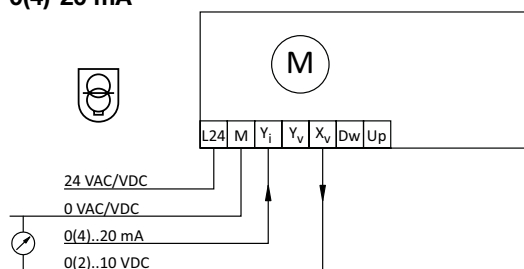 0(4)-20 mA
M
L24 M Yi Yv Xv Dw Up
24 VAC/VDC
0 VAC/VDC
0(4)..20 mA
0(2)..10 VDC